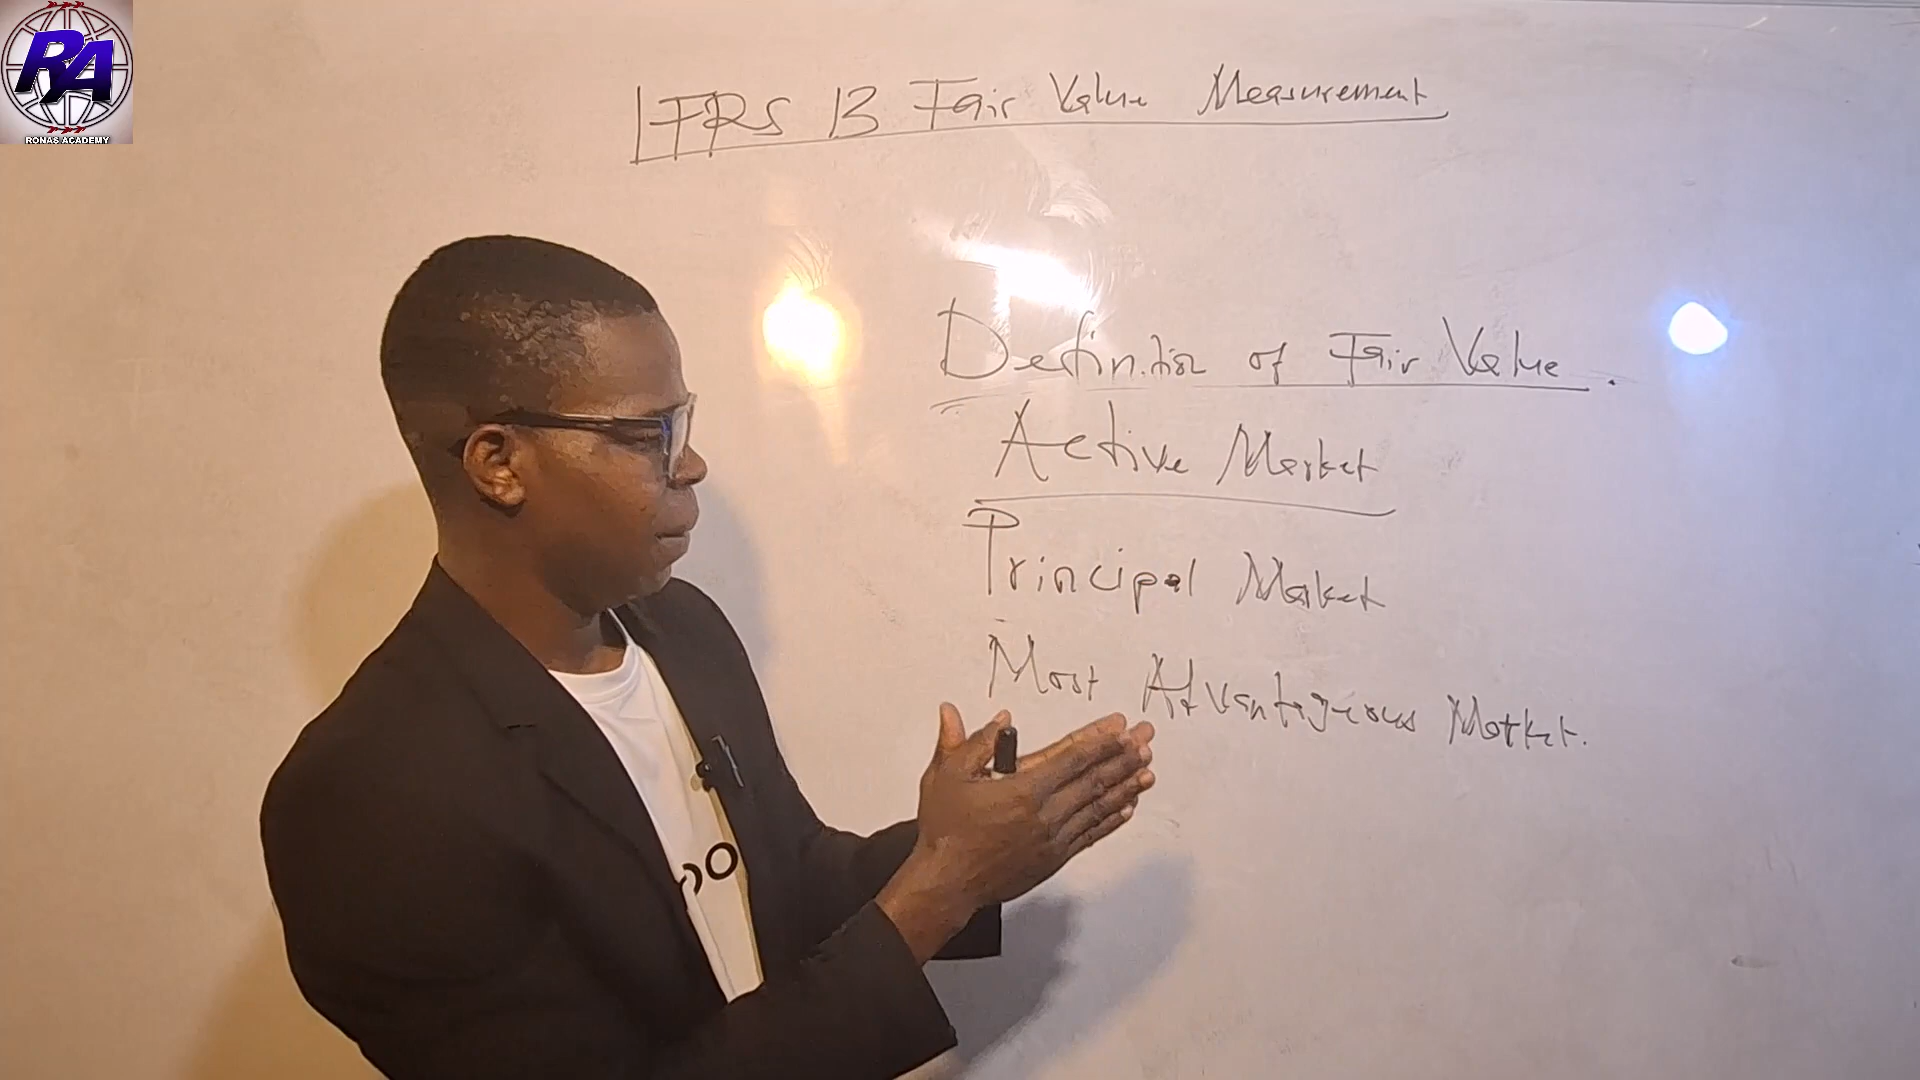 RA
RONAS ACADEMY
IFRS 13 Fair Value Measurement
Definition of Fair Value.
Active Market
Principal Market
Most Advantageous Market.